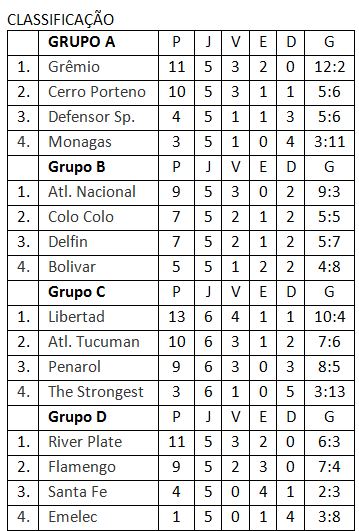 CLASSIFICAÇÃO
GRUPO A P J V E D G
1. Grêmio 11 5 3 2 0 12:2
2. Cerro Porteno 10 5 3 1 1 5:6
3. Defensor Sp. 4 5 1 1 3 5:6
4. Monagas 3 5 1 0 4 3:11
Grupo B P J V E D G
1. Atl. Nacional 9 5 3 0 2 9:3
2. Colo Colo 7 5 2 1 2 5:5
3. Delfin 7 5 2 1 2 5:7
4. Bolivar 5 5 1 2 2 4:8
Grupo C P J V E D G
1. Libertad 13 6 4 1 1 10:4
2. Atl. Tucuman 10 6 3 1 2 7:6
3. Penarol 9 6 3 0 3 8:5
4. The Strongest 3 6 1 0 5 3:13
Grupo D P J V E D G
1. River Plate 11 5 3 2 0 6:3
2. Flamengo 9 5 2 3 0 7:4
3. Santa Fe 4 5 0 4 1 2:3
4. Emelec 1 5 0 1 4 3:8